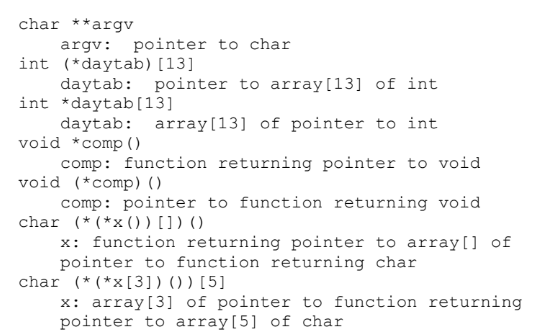 char **argv
    argv:  pointer to char
int (*daytab)[13]
    daytab:  pointer to array[13] of int
int *daytab[13]
    daytab:  array[13] of pointer to int
void *comp()
    comp: function returning pointer to void
void (*comp)()
    comp: pointer to function returning void
char (*(*x())[])()
    x: function returning pointer to array[] of
    pointer to function returning char
char (*(*x[3])())[5]
    x: array[3] of pointer to function returning
    pointer to array[5] of char